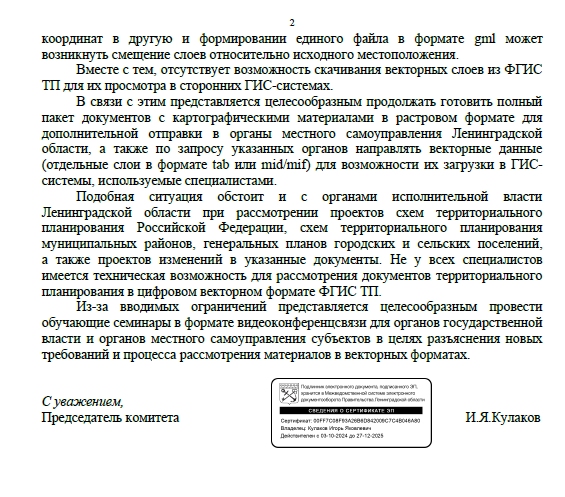 2
координат в другую и формировании единого файла в формате gml может
возникнуть смещение слоев относительно исходного местоположения.
Вместе с тем, отсутствует возможность скачивания векторных слоев из ФГИС
ТП для их просмотра в сторонних ГИС-системах.
В связи с этим представляется целесообразным продолжать готовить полный
пакет документов с картографическими материалами в растровом формате для
дополнительной отправки в органы местного самоуправления Ленинградской
области, а также по запросу указанных органов направлять векторные данные
(отдельные слои в формате tab или mid/mif) для возможности их загрузки в ГИС-
системы, используемые специалистами.
Подобная ситуация обстоит и с органами исполнительной власти
Ленинградской области при рассмотрении проектов схем территориального
планирования Российской Федерации, схем территориального планирования
муниципальных районов, генеральных планов городских и сельских поселений,
а также проектов изменений в указанные документы. Не у всех специалистов
имеется техническая возможность для рассмотрения документов территориального
планирования в цифровом векторном формате ФГИС ТП.
Из-за вводимых ограничений представляется целесообразным провести
обучающие семинары в формате видеоконференцсвязи для органов государственной
власти и органов местного самоуправления субъектов в целях разъяснения новых
требований и процесса рассмотрения материалов в векторных форматах.
С уважением,
Председатель комитета
И.Я.Кулаков
Подлинник электронного документа, подписанного ЭП,
хранится в Межведомственной системе электронного
документооборота Правительства Ленинградской области
СВЕДЕНИЯ О СЕРТИФИКАТЕ ЭП
Сертификат: 00FF7C08F93A26B6D842009C7C4B046A80
Владелец: Кулаков Игорь Яковлевич
Действителен с 03-10-2024 до 27-12-2025